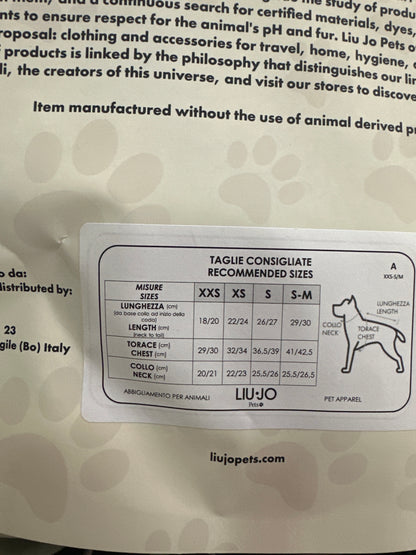 the study of produ
continuous search for certified materials, dyes,
nts to ensure respect for the animal's pH and fur. Liu Jo Pets o
roposal: clothing and accessories for travel, home, hygiene,
products is linked by the philosophy that distinguishes our lin
li, the creators of this universe, and visit our stores to discove
Item manufactured without the use of animal derived pr
o da:
distributed by:
23
gile (Bo) Italy
TAGLIE CONSIGLIATE
RECOMMENDED SIZES
A
XXS-S/M
MISURE
SIZES
XXS XS S S-M
LUNGHEZZA (cm)
(da base collo ad inizio della
coda)
LENGTH (cm)
(neck to tail)
18/20 22/24 26/27 29/30
TORACE (cm)
CHEST (cm)
29/30 32/34 36,5/39 41/42,5
COLLO (cm)
NECK (cm)
20/21 22/23 25,5/26 25,5/26,5
LUNGHEZZA
LENGTH
COLLO
NECK
TORACE
CHEST
ABBIGLIAMENTO PER ANIMALI
LIU·JO
Pets
PET APPAREL
liujopets.com